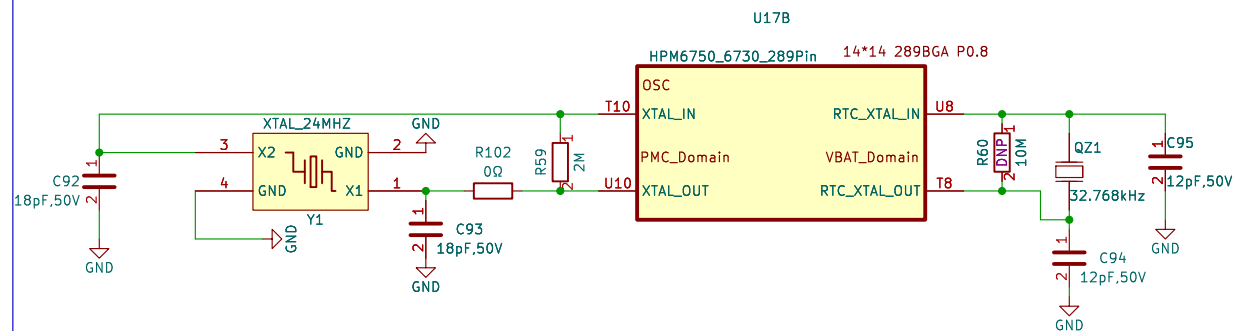 U17B
HPM6750_6730_289Pin
14*14 289BGA P0.8
OSC
T10
XTAL_IN
RTC_XTAL_IN
U8
XTAL_24MHZ
GND
3
X2
GND
2
R102
0Ω
R59
2M
1
2
PMC_Domain
VBAT_Domain
R60
DNP
10M
1
2
QZ1
32.768kHz
C95
12pF,50V
1
2
C92
18pF,50V
1
2
4
GND
X1
1
Y1
U10
XTAL_OUT
RTC_XTAL_OUT
T8
GND
C93
18pF,50V
1
2
C94
12pF,50V
1
2
GND
GND
GND
GND